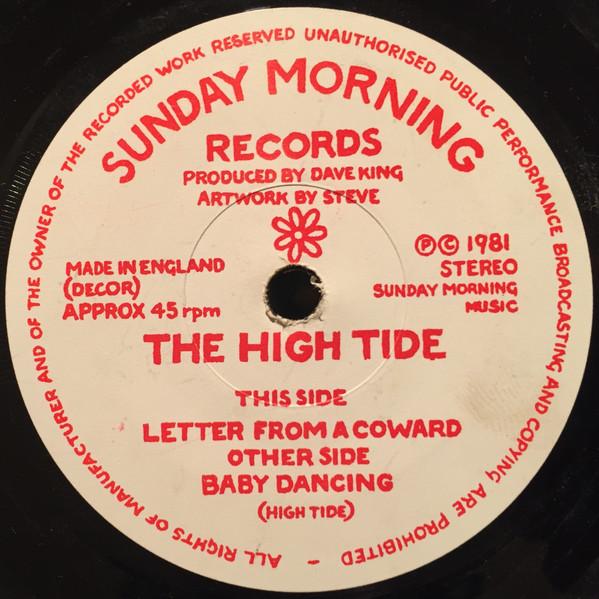 ALL RIGHTS OF MANUFACTURER AND OF THE OWNER OF THE RECORDED WORK RESERVED UNAUTHORISED PUBLIC PERFORMANCE BROADCASTING AND COPYING ARE PROHIBITED -
SUNDAY MORNING
RECORDS
PRODUCED BY DAVE KING
ARTWORK BY STEVE
MADE IN ENGLAND
(DECOR)
APPROX 45 rpm
℗ © 1981
STEREO
SUNDAY MORNING
MUSIC
THE HIGH TIDE
THIS SIDE
LETTER FROM A COWARD
OTHER SIDE
BABY DANCING
(HIGH TIDE)